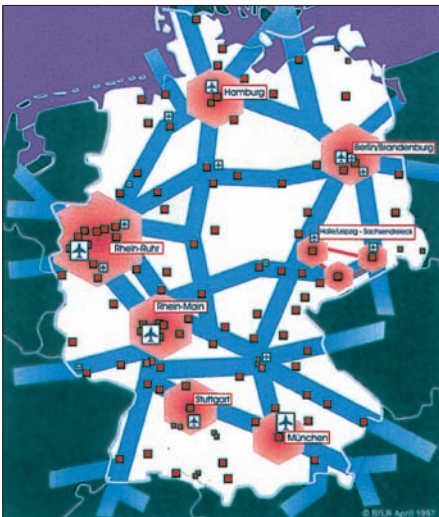 Hamburg
Berlin/Brandenburg
Halle/Leipzig - Sachsendreieck
Rhein-Ruhr
Rhein-Main
Stuttgart
München
© BfLR April 1997